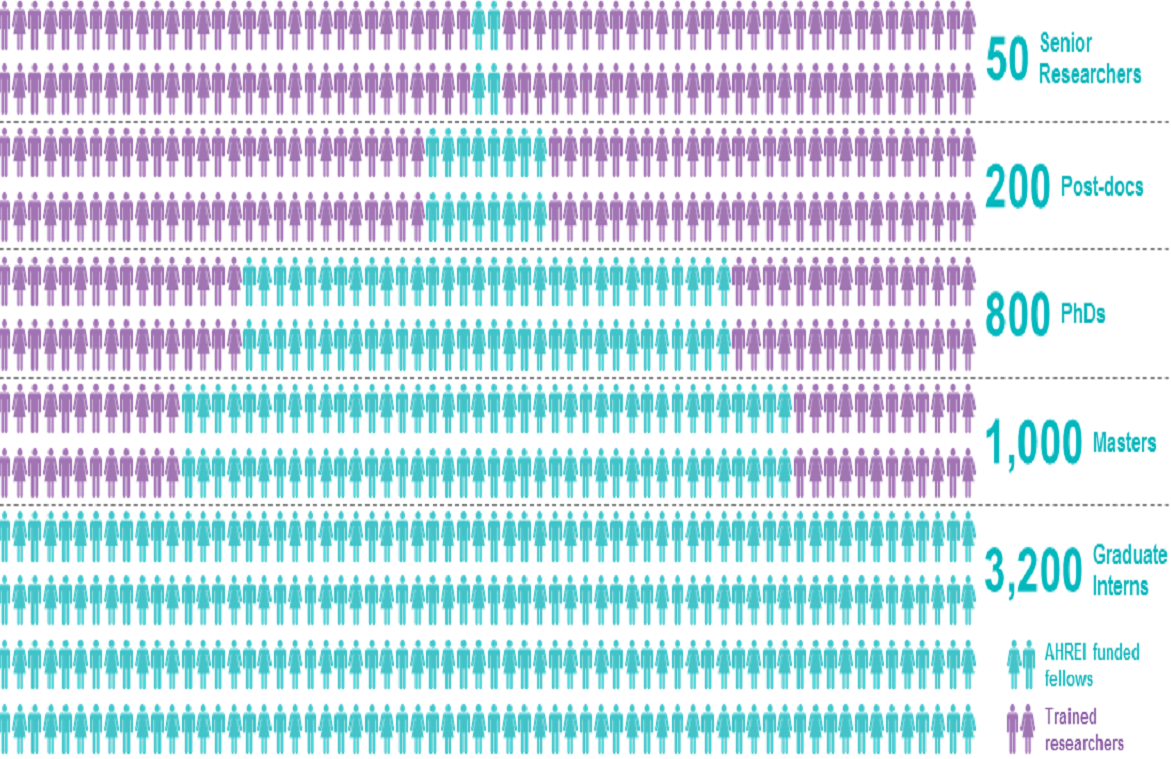 50 Senior
Researchers
200 Post-docs
800 PhDs
1,000 Masters
3,200 Graduate
Interns
AHREI funded
fellows
Trained
researchers